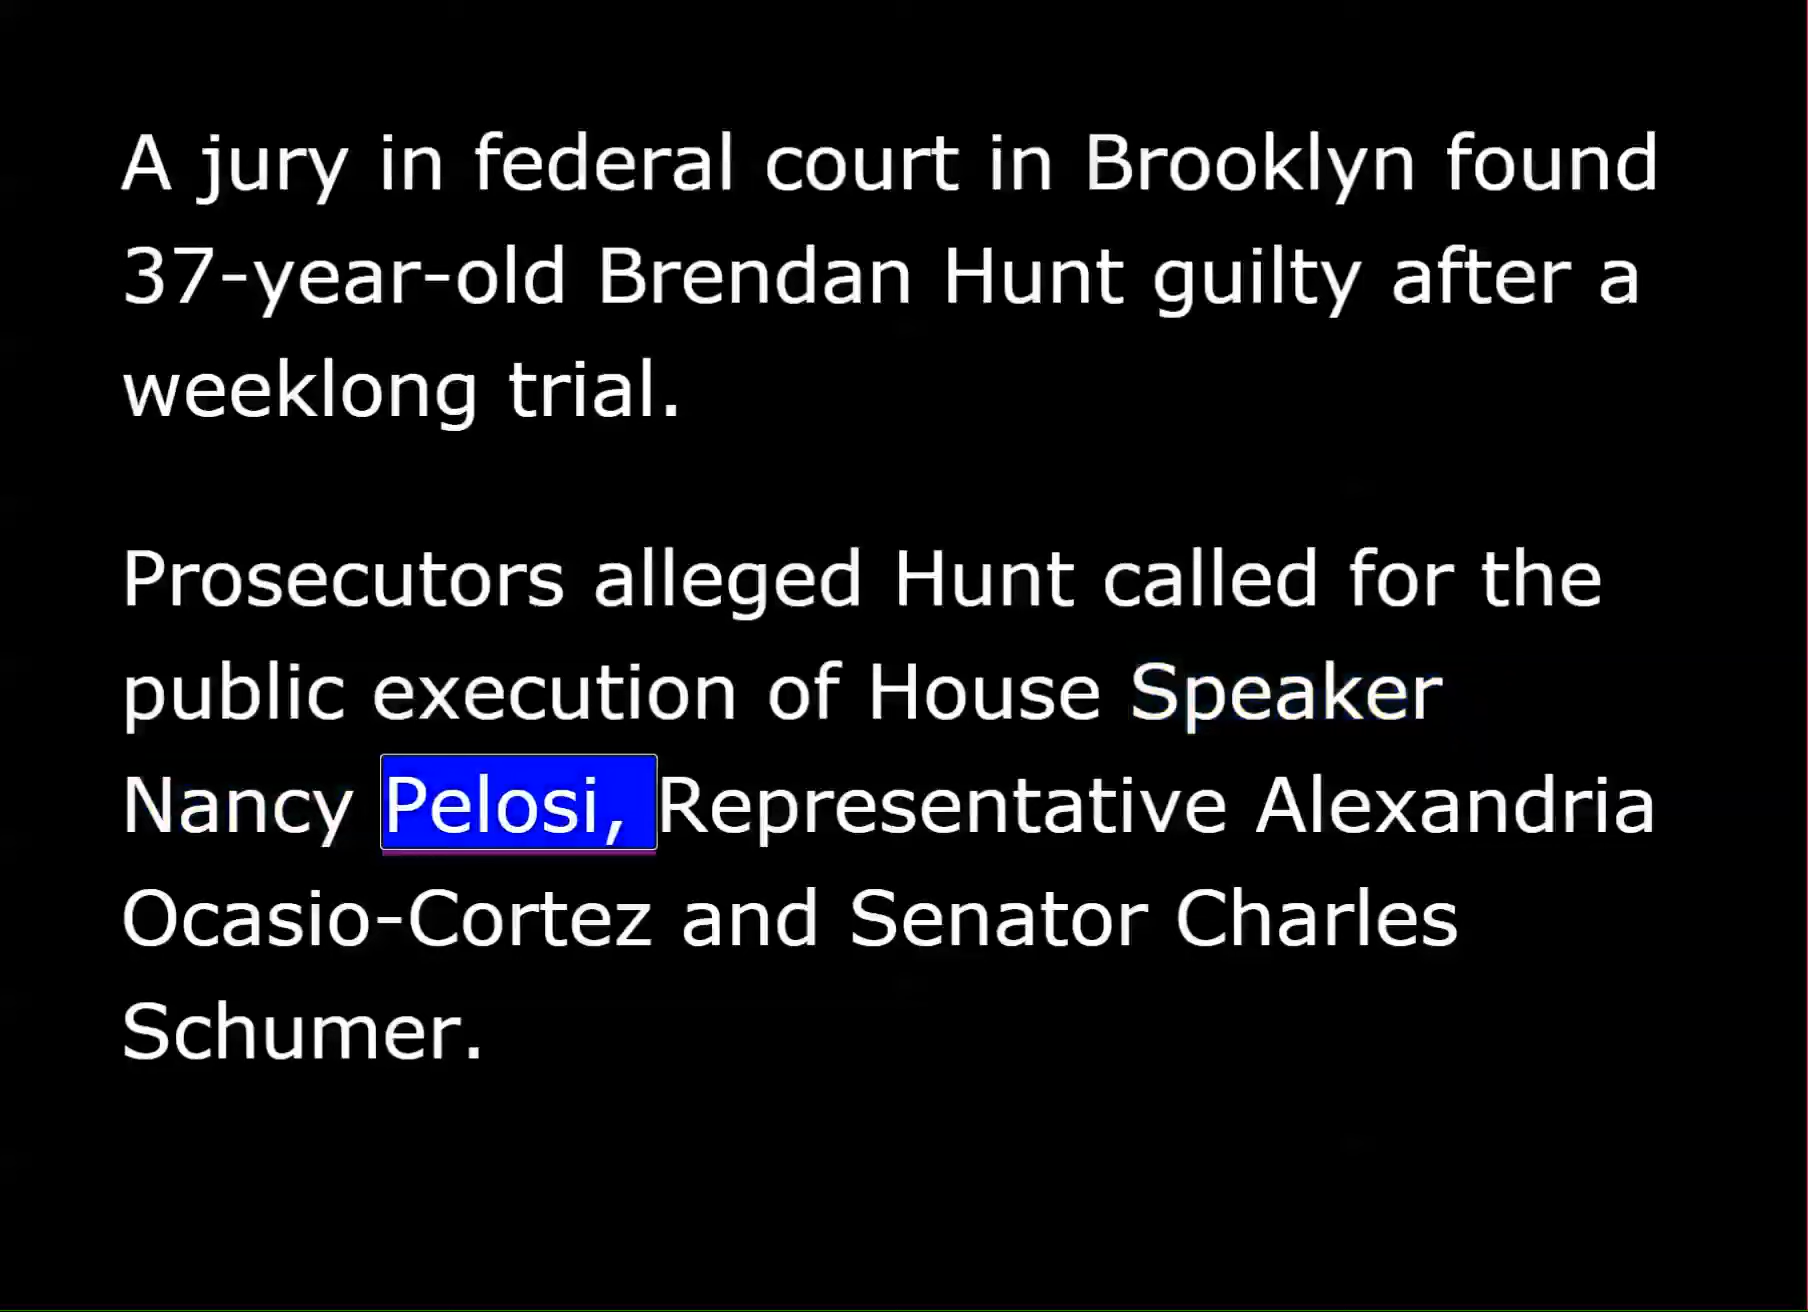 A jury in federal court in Brooklyn found
37-year-old Brendan Hunt guilty after a
weeklong trial.
Prosecutors alleged Hunt called for the
public execution of House Speaker
Nancy Pelosi, Representative Alexandria
Ocasio-Cortez and Senator Charles
Schumer.